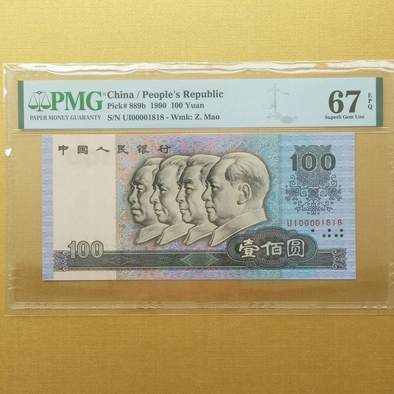 PMG
PAPER MONEY GUARANTY
China / People's Republic
Pick# 889b 1990 100 Yuan
S/N UI00001818 - Wmk: Z. Mao
67 EPQ
Superb Gem Unc
中国人民银行
100
UI00001818
100
壹佰圆